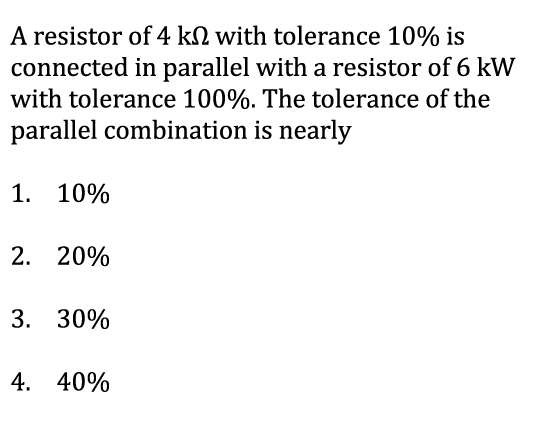 A resistor of 4 kΩ with tolerance 10% is
connected in parallel with a resistor of 6 kW
with tolerance 100%. The tolerance of the
parallel combination is nearly
1. 10%
2. 20%
3. 30%
4. 40%